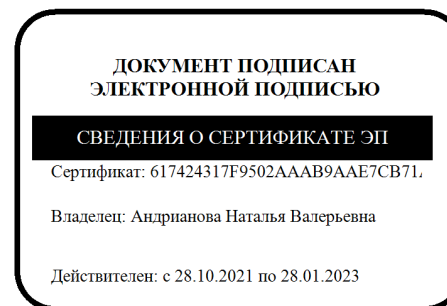 ДОКУМЕНТ ПОДПИСАН
ЭЛЕКТРОННОЙ ПОДПИСЬЮ
СВЕДЕНИЯ О СЕРТИФИКАТЕ ЭП
Сертификат: 617424317F9502AAAB9AAE7CB71
Владелец: Андрианова Наталья Валерьевна
Действителен: с 28.10.2021 по 28.01.2023